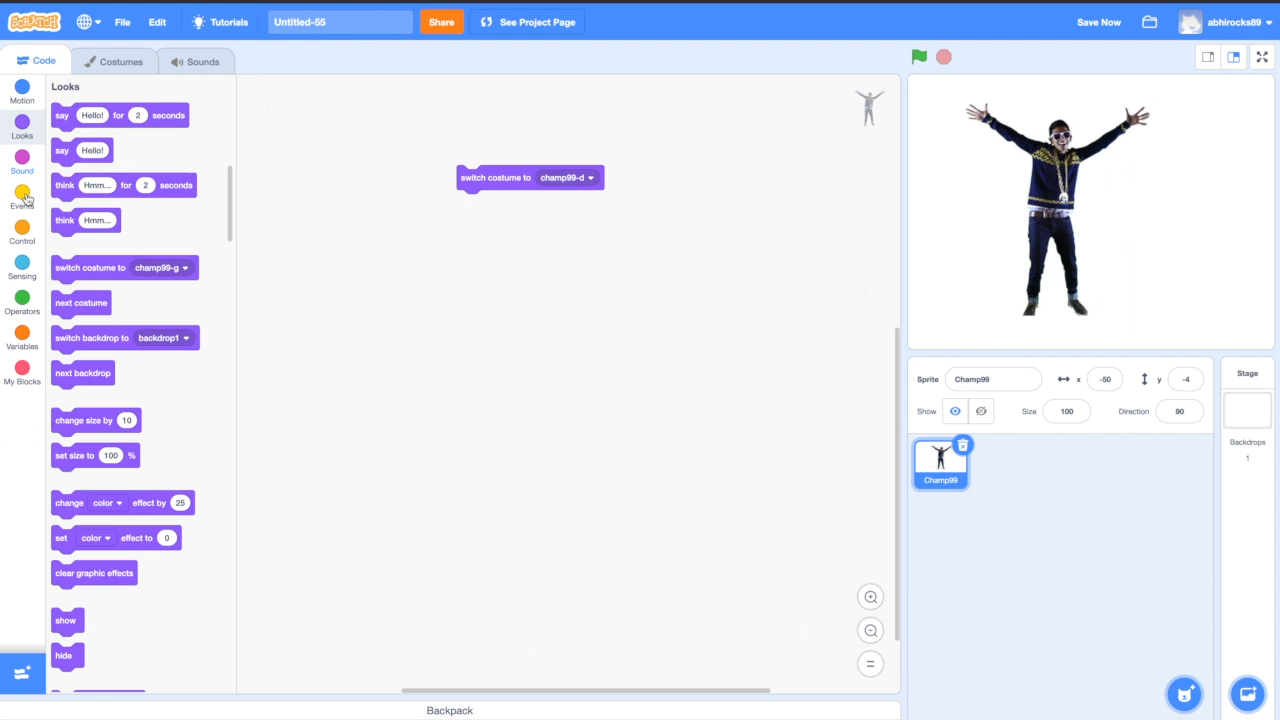 SCRATCH File Edit Tutorials Untitled-55 Share See Project Page Save Now abhirocks89
Code Costumes Sounds
Motion
Looks
Sound
Events
Control
Sensing
Operators
Variables
My Blocks
Looks
say Hello! for 2 seconds
say Hello!
think Hmm... for 2 seconds
think Hmm...
switch costume to champ99-g
next costume
switch backdrop to backdrop1
next backdrop
change size by 10
set size to 100 %
change color effect by 25
set color effect to 0
clear graphic effects
show
hide
switch costume to champ99-d
Backpack
Sprite Champ99 x -50 y -4
Show Size 100 Direction 90
Champ99
Stage
Backdrops
1